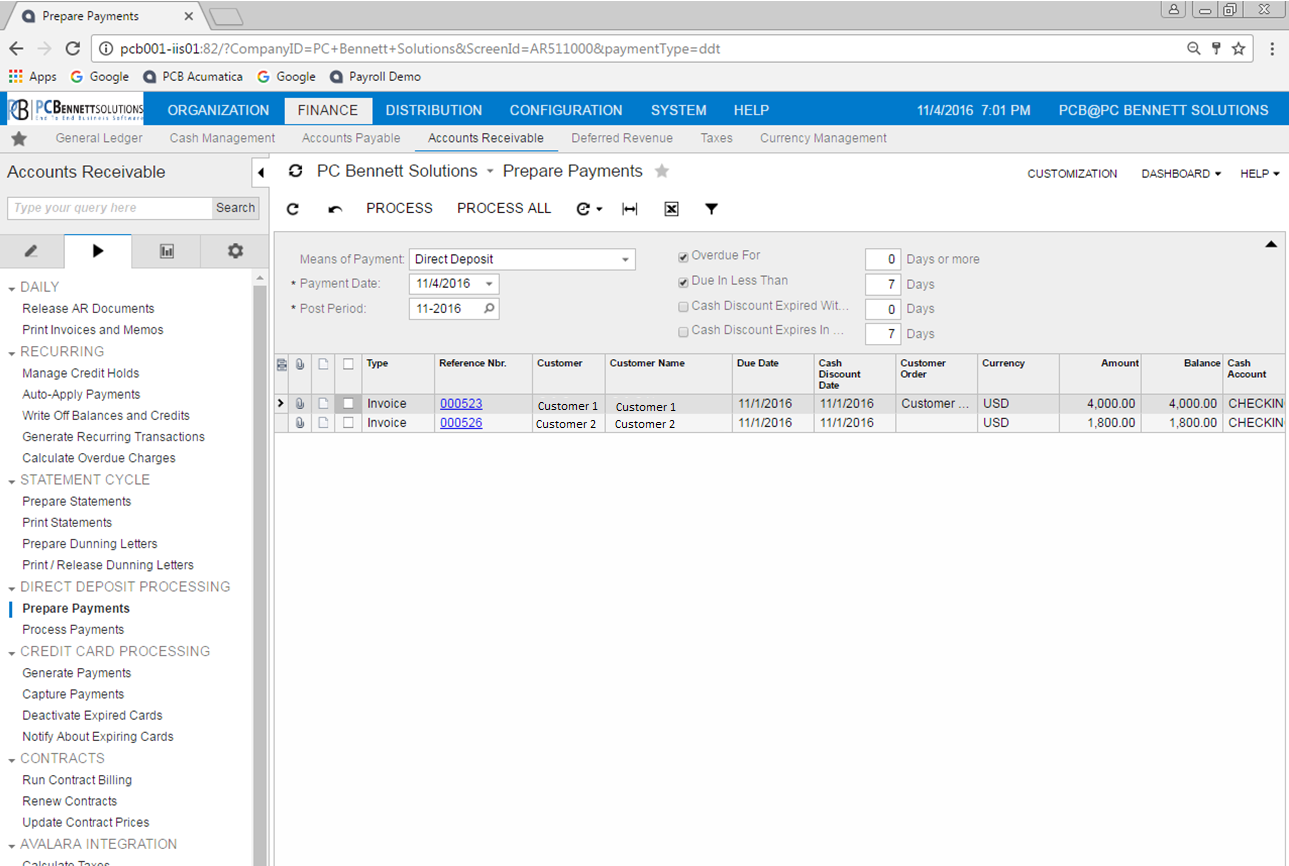 Prepare Payments
pcb001-iis01:82/?CompanyID=PC+Bennett+Solutions&ScreenId=AR511000&paymentType=ddt
Apps Google PCB Acumatica Google Payroll Demo
PCB PCBENNETTSOLUTIONS ORGANIZATION FINANCE DISTRIBUTION CONFIGURATION SYSTEM HELP 11/4/2016 7:01 PM PCB@PC BENNETT SOLUTIONS
End To End Business Software
General Ledger Cash Management Accounts Payable Accounts Receivable Deferred Revenue Taxes Currency Management
Accounts Receivable
Type your query here Search
DAILY
Release AR Documents
Print Invoices and Memos
RECURRING
Manage Credit Holds
Auto-Apply Payments
Write Off Balances and Credits
Generate Recurring Transactions
Calculate Overdue Charges
STATEMENT CYCLE
Prepare Statements
Print Statements
Prepare Dunning Letters
Print / Release Dunning Letters
DIRECT DEPOSIT PROCESSING
Prepare Payments
Process Payments
CREDIT CARD PROCESSING
Generate Payments
Capture Payments
Deactivate Expired Cards
Notify About Expiring Cards
CONTRACTS
Run Contract Billing
Renew Contracts
Update Contract Prices
AVALARA INTEGRATION
Calculate Taxes
PC Bennett Solutions Prepare Payments CUSTOMIZATION DASHBOARD HELP
PROCESS PROCESS ALL
Means of Payment: Direct Deposit
* Payment Date: 11/4/2016
* Post Period: 11-2016
Overdue For 0 Days or more
Due In Less Than 7 Days
Cash Discount Expired Wit... 0 Days
Cash Discount Expires In ... 7 Days
Type Reference Nbr. Customer Customer Name Due Date Cash Discount Date Customer Order Currency Amount Balance Cash Account
Invoice 000523 Customer 1 Customer 1 11/1/2016 11/1/2016 Customer ... USD 4,000.00 4,000.00 CHECKIN
Invoice 000526 Customer 2 Customer 2 11/1/2016 11/1/2016 USD 1,800.00 1,800.00 CHECKIN